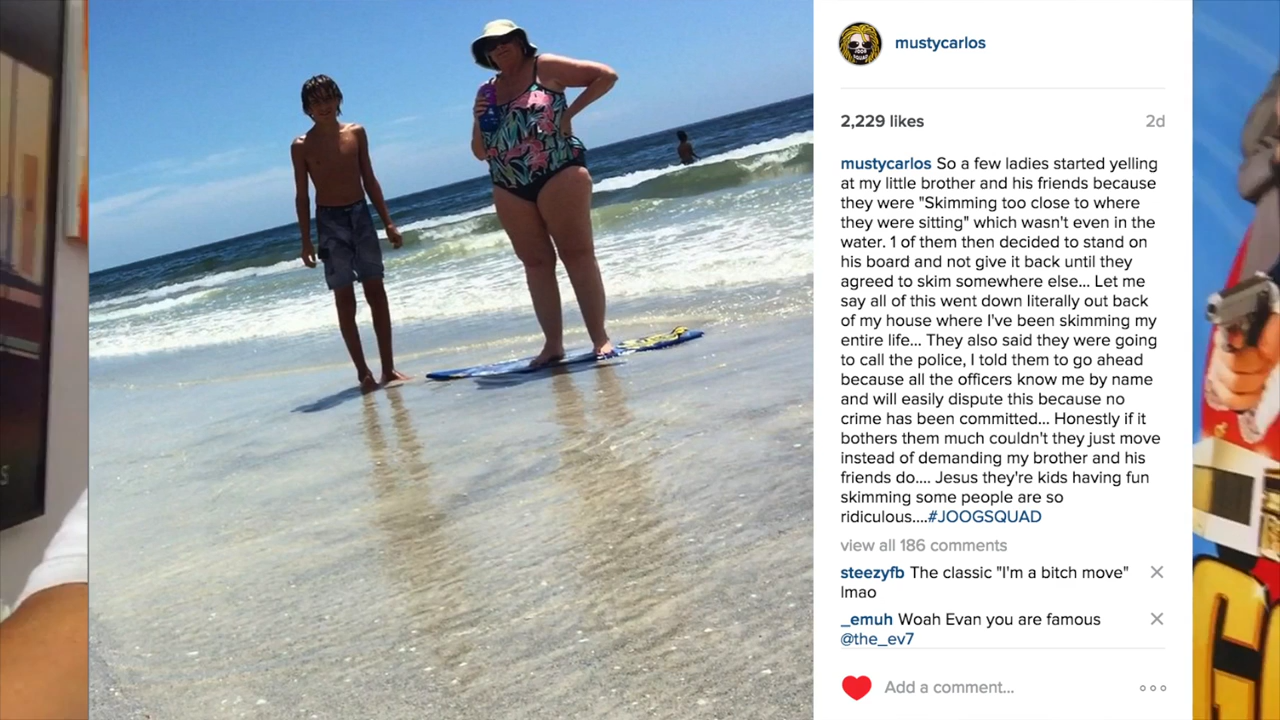 mustycarlos
2,229 likes
2d
mustycarlos So a few ladies started yelling
at my little brother and his friends because
they were "Skimming too close to where
they were sitting" which wasn't even in the
water. 1 of them then decided to stand on
his board and not give it back until they
agreed to skim somewhere else... Let me
say all of this went down literally out back
of my house where I've been skimming my
entire life... They also said they were going
to call the police, I told them to go ahead
because all the officers know me by name
and will easily dispute this because no
crime has been committed... Honestly if it
bothers them much couldn't they just move
instead of demanding my brother and his
friends do.... Jesus they're kids having fun
skimming some people are so
ridiculous....#JOOGSQUAD
view all 186 comments
steezyfb The classic "I'm a bitch move"
lmao
_emuh Woah Evan you are famous
@the_ev7
Add a comment...
S
G